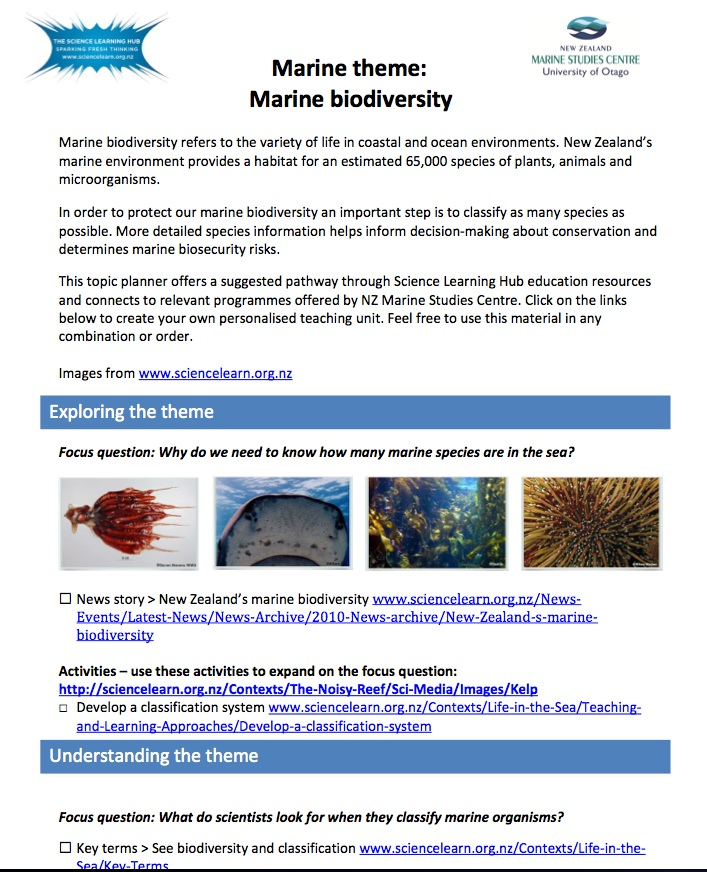 THE SCIENCE LEARNING HUB
SPARKING FRESH THINKING
www.sciencelearn.org.nz
NEW ZEALAND
MARINE STUDIES CENTRE
University of Otago
Marine theme:
Marine biodiversity
Marine biodiversity refers to the variety of life in coastal and ocean environments. New Zealand's
marine environment provides a habitat for an estimated 65,000 species of plants, animals and
microorganisms.
In order to protect our marine biodiversity an important step is to classify as many species as
possible. More detailed species information helps inform decision-making about conservation and
determines marine biosecurity risks.
This topic planner offers a suggested pathway through Science Learning Hub education resources
and connects to relevant programmes offered by NZ Marine Studies Centre. Click on the links
below to create your own personalised teaching unit. Feel free to use this material in any
combination or order.
Images from www.sciencelearn.org.nz
Exploring the theme
Focus question: Why do we need to know how many marine species are in the sea?
☐ News story > New Zealand's marine biodiversity www.sciencelearn.org.nz/News-
Events/Latest-News/News-Archive/2010-News-archive/New-Zealand-s-marine-
biodiversity
Activities – use these activities to expand on the focus question:
http://sciencelearn.org.nz/Contexts/The-Noisy-Reef/Sci-Media/Images/Kelp
☐ Develop a classification system www.sciencelearn.org.nz/Contexts/Life-in-the-Sea/Teaching-
and-Learning-Approaches/Develop-a-classification-system
Understanding the theme
Focus question: What do scientists look for when they classify marine organisms?
☐ Key terms > See biodiversity and classification www.sciencelearn.org.nz/Contexts/Life-in-the-
Sea/Key-Terms